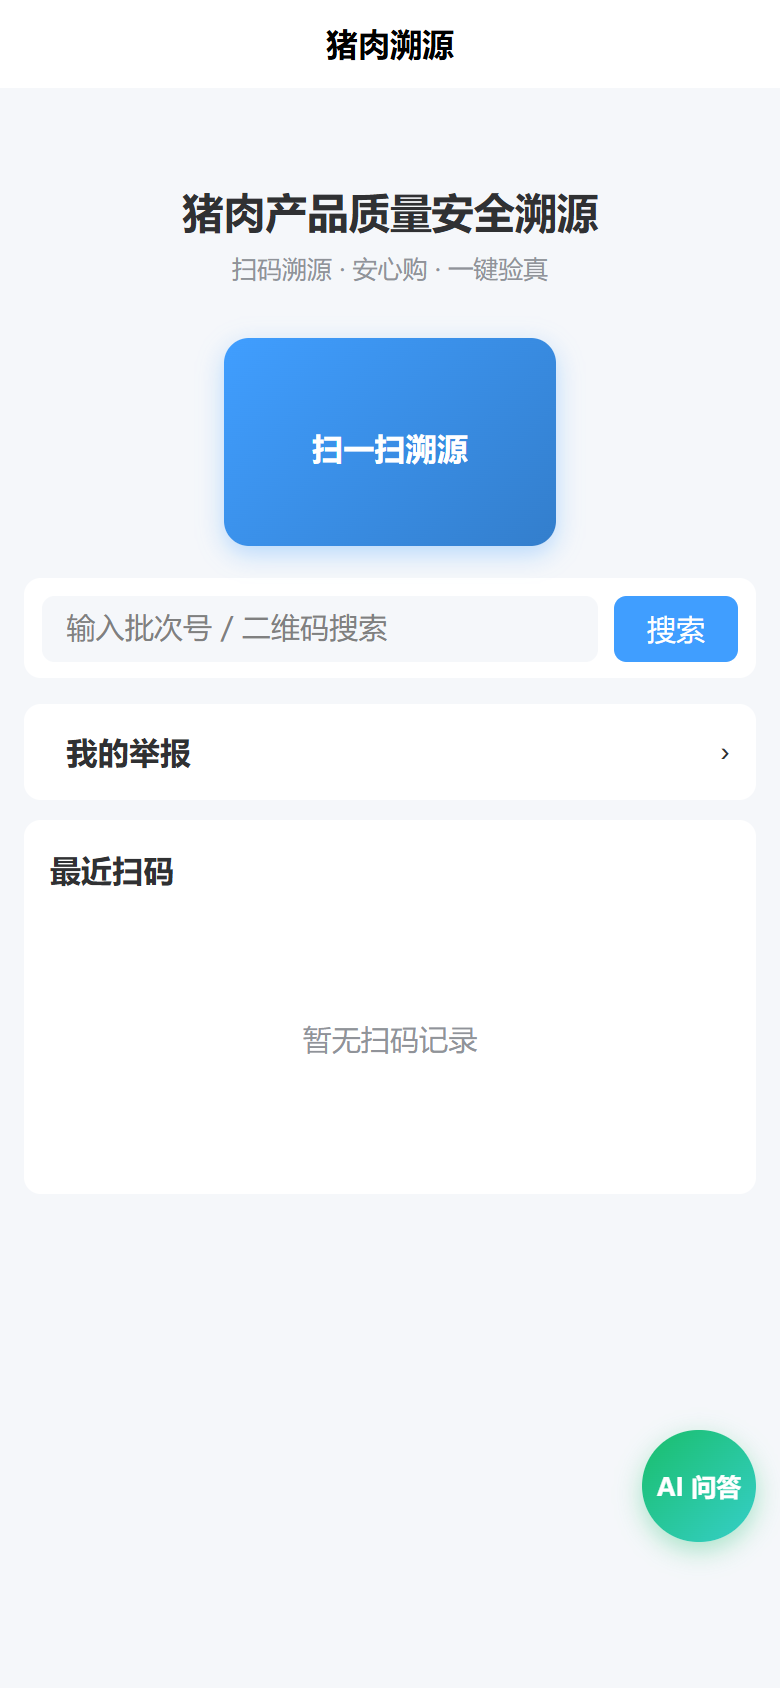 猪肉溯源
猪肉产品质量安全溯源
扫码溯源 · 安心购 · 一键验真
扫一扫溯源
输入批次号 / 二维码搜索
搜索
我的举报 ›
最近扫码
暂无扫码记录
AI 问答